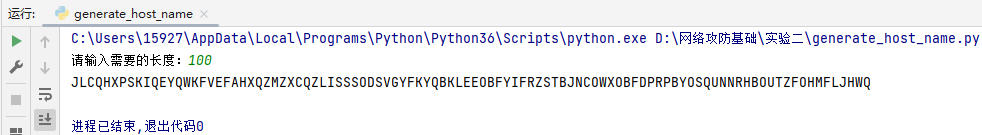 运行: generate_host_name ×
C:\Users\15927\AppData\Local\Programs\Python\Python36\Scripts\python.exe D:\网络攻防基础\实验二\generate_host_name.py
请输入需要的长度：100
JLCQHXPSKIQEYQWKFVEFAHXQZMZXCQZLISSSODSVGYFKYQBKLEEOBFYIFRZSTBJNCOWXOBFDPRPBYOSQUNNRHBOUTZFOHMFLJHWQ
进程已结束,退出代码0